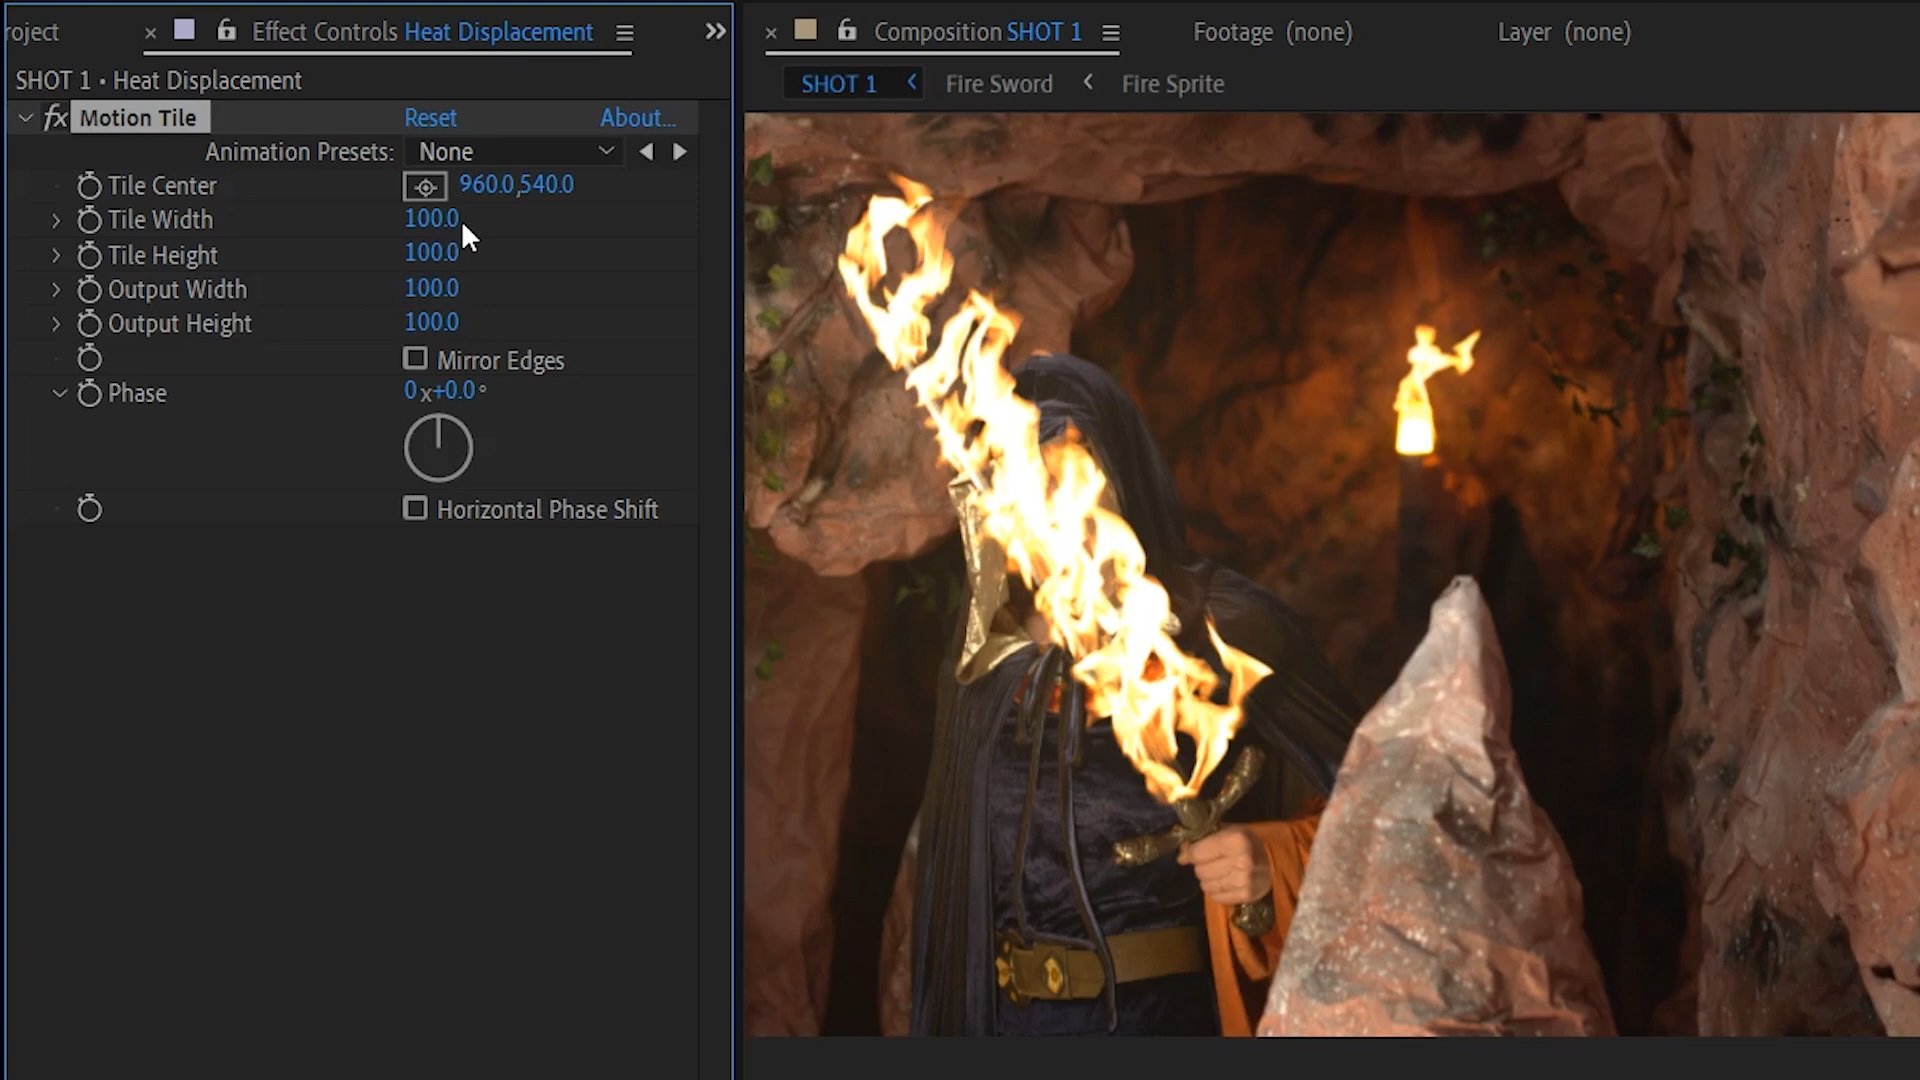 roject
Effect Controls Heat Displacement
Composition SHOT 1
Footage (none)
Layer (none)
SHOT 1 • Heat Displacement
SHOT 1
Fire Sword
Fire Sprite
fx Motion Tile Reset About...
Animation Presets: None
Tile Center 960.0,540.0
Tile Width 100.0
Tile Height 100.0
Output Width 100.0
Output Height 100.0
Mirror Edges
Phase 0x+0.0°
Horizontal Phase Shift